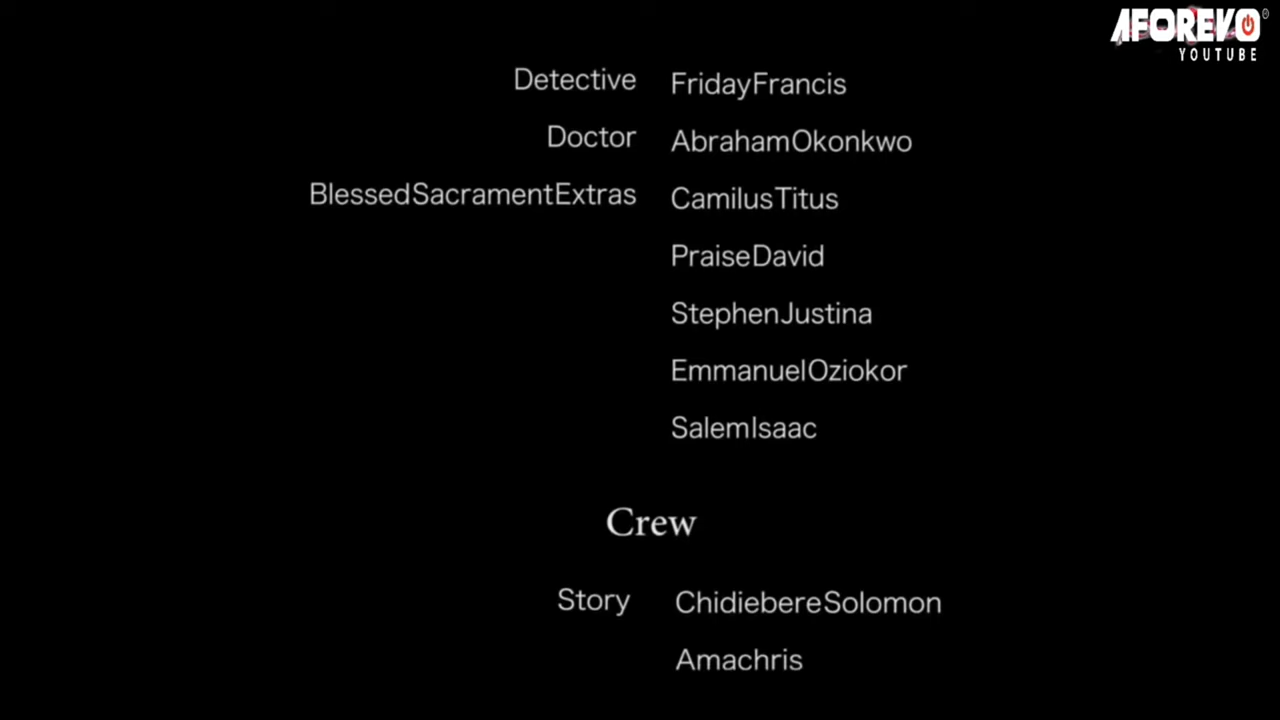 AFOREVO
YOUTUBE
Detective FridayFrancis
Doctor AbrahamOkonkwo
BlessedSacramentExtras CamilusTitus
PraiseDavid
StephenJustina
EmmanuelOziokor
SalemIsaac
Crew
Story ChidiebereSolomon
Amachris